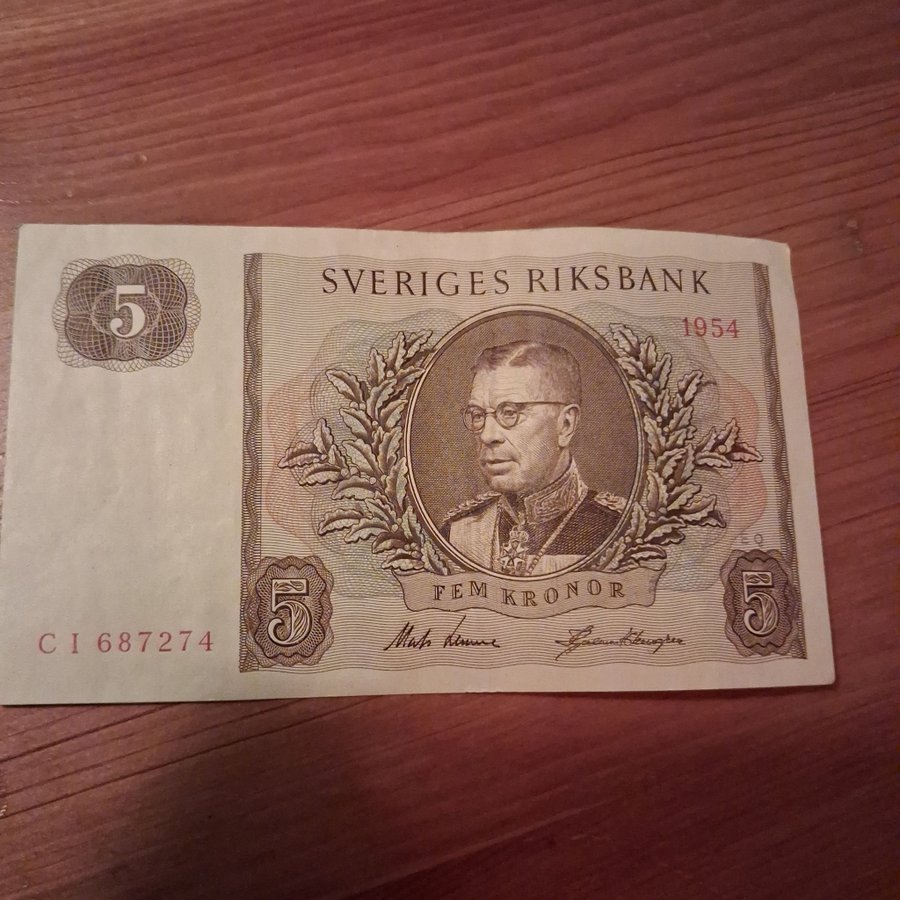 5
SVERIGES RIKSBANK
1954
FEM KRONOR
5
5
C I 687274